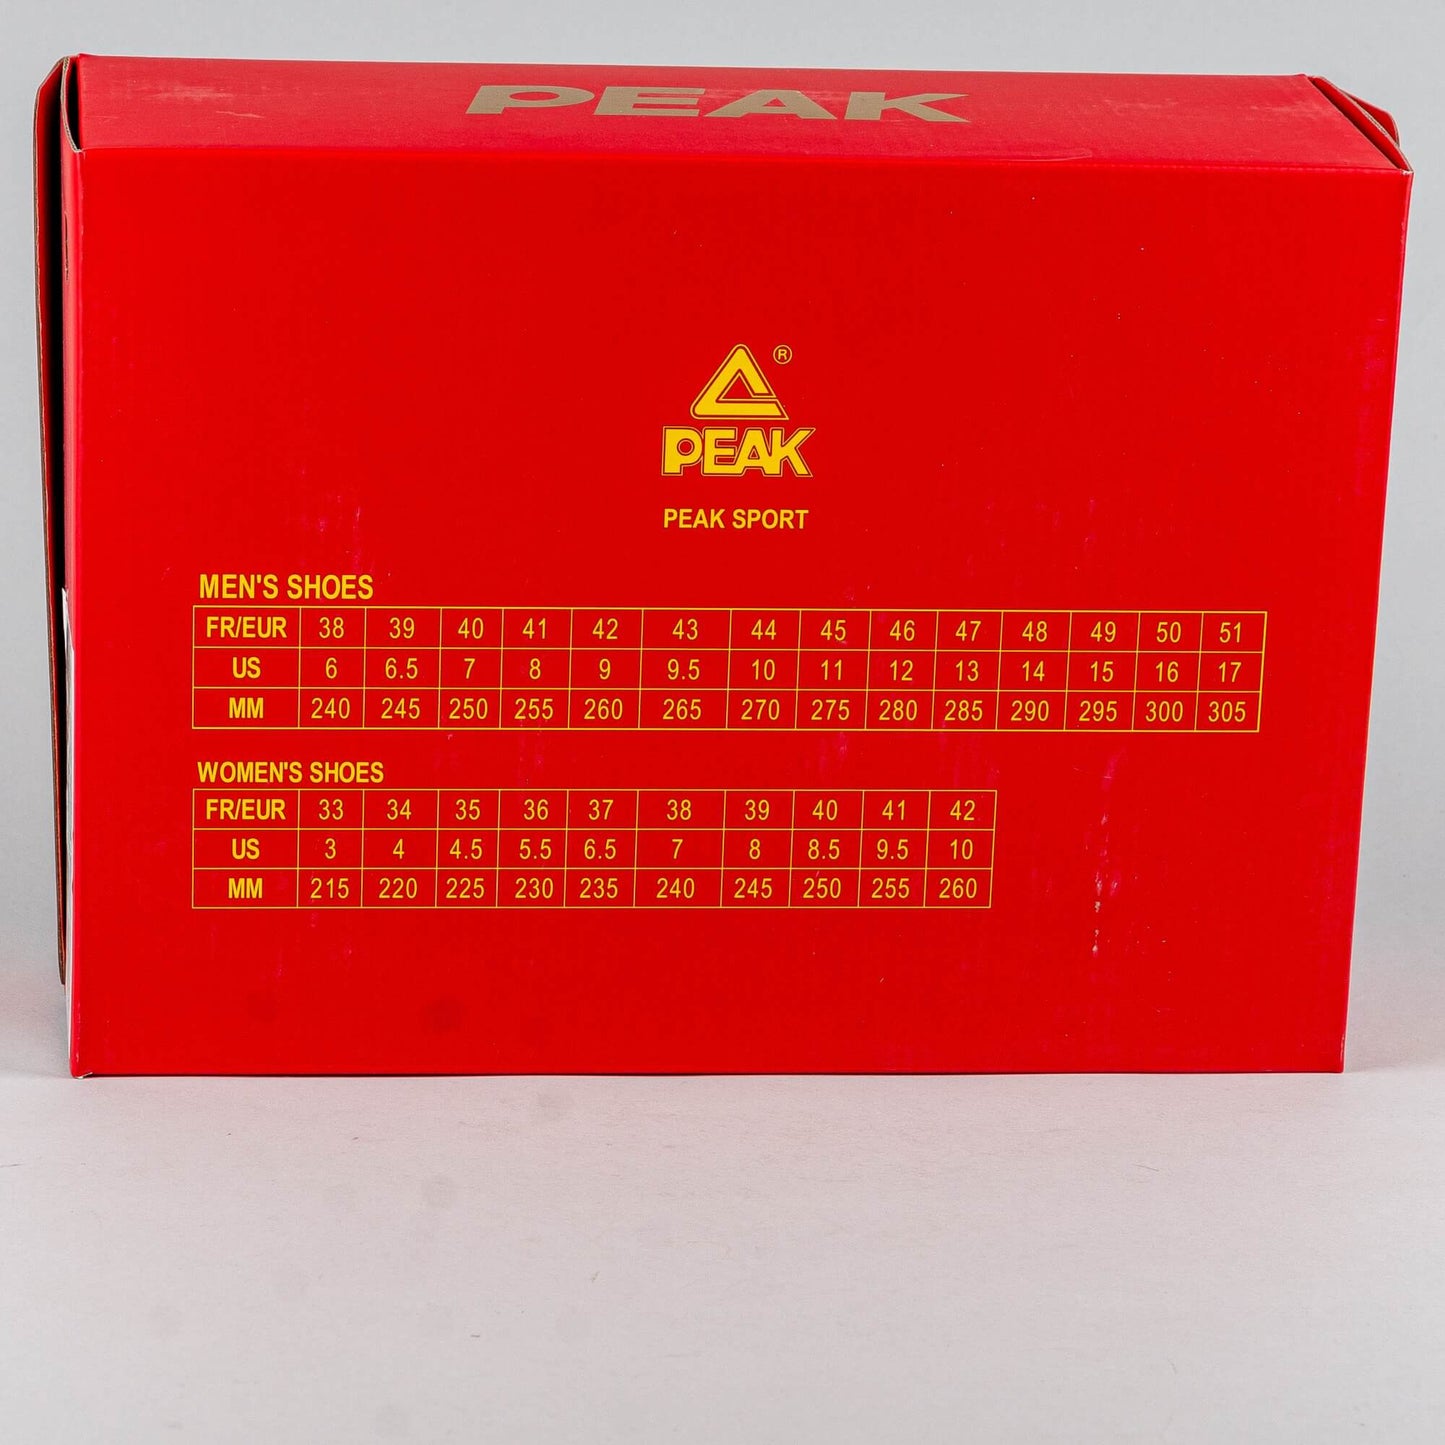 PEAK
®
PEAK
PEAK SPORT
MEN'S SHOES
FR/EUR 38 39 40 41 42 43 44 45 46 47 48 49 50 51
US 6 6.5 7 8 9 9.5 10 11 12 13 14 15 16 17
MM 240 245 250 255 260 265 270 275 280 285 290 295 300 305
WOMEN'S SHOES
FR/EUR 33 34 35 36 37 38 39 40 41 42
US 3 4 4.5 5.5 6.5 7 8 8.5 9.5 10
MM 215 220 225 230 235 240 245 250 255 260